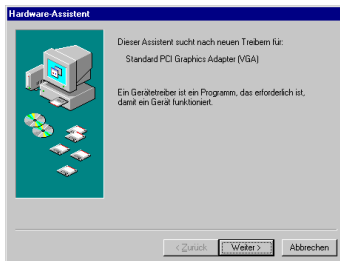 Hardware-Assistent
Dieser Assistent sucht nach neuen Treibern für:
Standard PCI Graphics Adapter (VGA)
Ein Gerätetreiber ist ein Programm, das erforderlich ist,
damit ein Gerät funktioniert.
< Zurück Weiter > Abbrechen